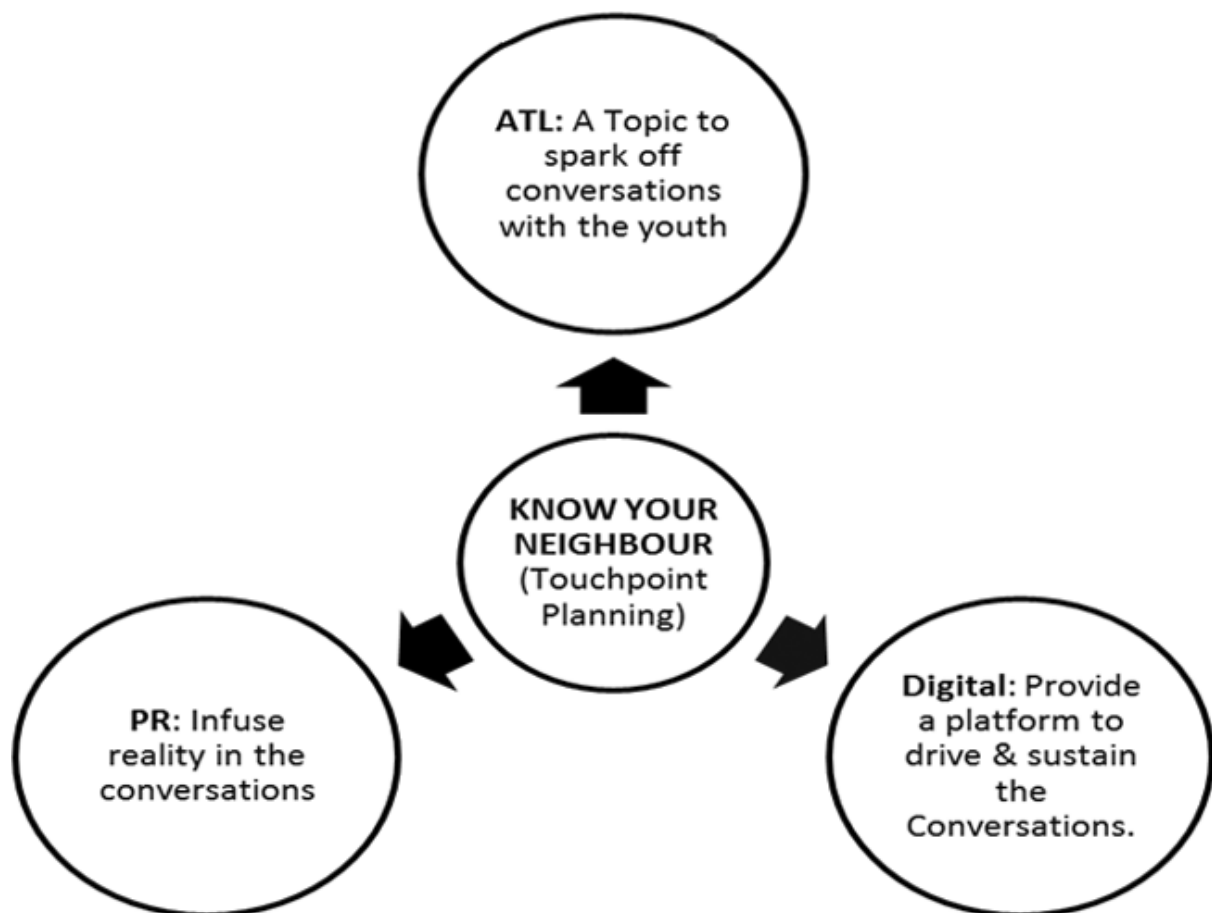 ATL: A Topic to
spark off
conversations
with the youth
KNOW YOUR
NEIGHBOUR
(Touchpoint
Planning)
PR: Infuse
reality in the
conversations
Digital: Provide
a platform to
drive & sustain
the
Conversations.